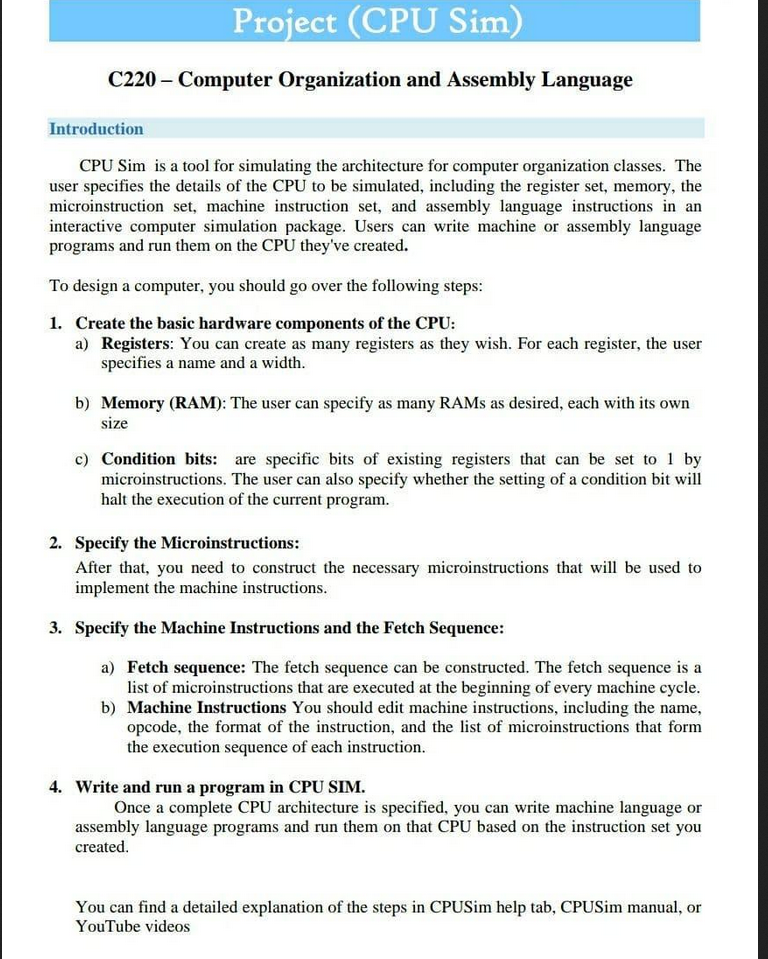 Project (CPU Sim)
C220 – Computer Organization and Assembly Language
Introduction
CPU Sim is a tool for simulating the architecture for computer organization classes. The
user specifies the details of the CPU to be simulated, including the register set, memory, the
microinstruction set, machine instruction set, and assembly language instructions in an
interactive computer simulation package. Users can write machine or assembly language
programs and run them on the CPU they've created.
To design a computer, you should go over the following steps:
1. Create the basic hardware components of the CPU:
a) Registers: You can create as many registers as they wish. For each register, the user
specifies a name and a width.
b) Memory (RAM): The user can specify as many RAMs as desired, each with its own
size
c) Condition bits: are specific bits of existing registers that can be set to 1 by
microinstructions. The user can also specify whether the setting of a condition bit will
halt the execution of the current program.
2. Specify the Microinstructions:
After that, you need to construct the necessary microinstructions that will be used to
implement the machine instructions.
3. Specify the Machine Instructions and the Fetch Sequence:
a) Fetch sequence: The fetch sequence can be constructed. The fetch sequence is a
list of microinstructions that are executed at the beginning of every machine cycle.
b) Machine Instructions You should edit machine instructions, including the name,
opcode, the format of the instruction, and the list of microinstructions that form
the execution sequence of each instruction.
4. Write and run a program in CPU SIM.
Once a complete CPU architecture is specified, you can write machine language or
assembly language programs and run them on that CPU based on the instruction set you
created.
You can find a detailed explanation of the steps in CPUSim help tab, CPUSim manual, or
YouTube videos